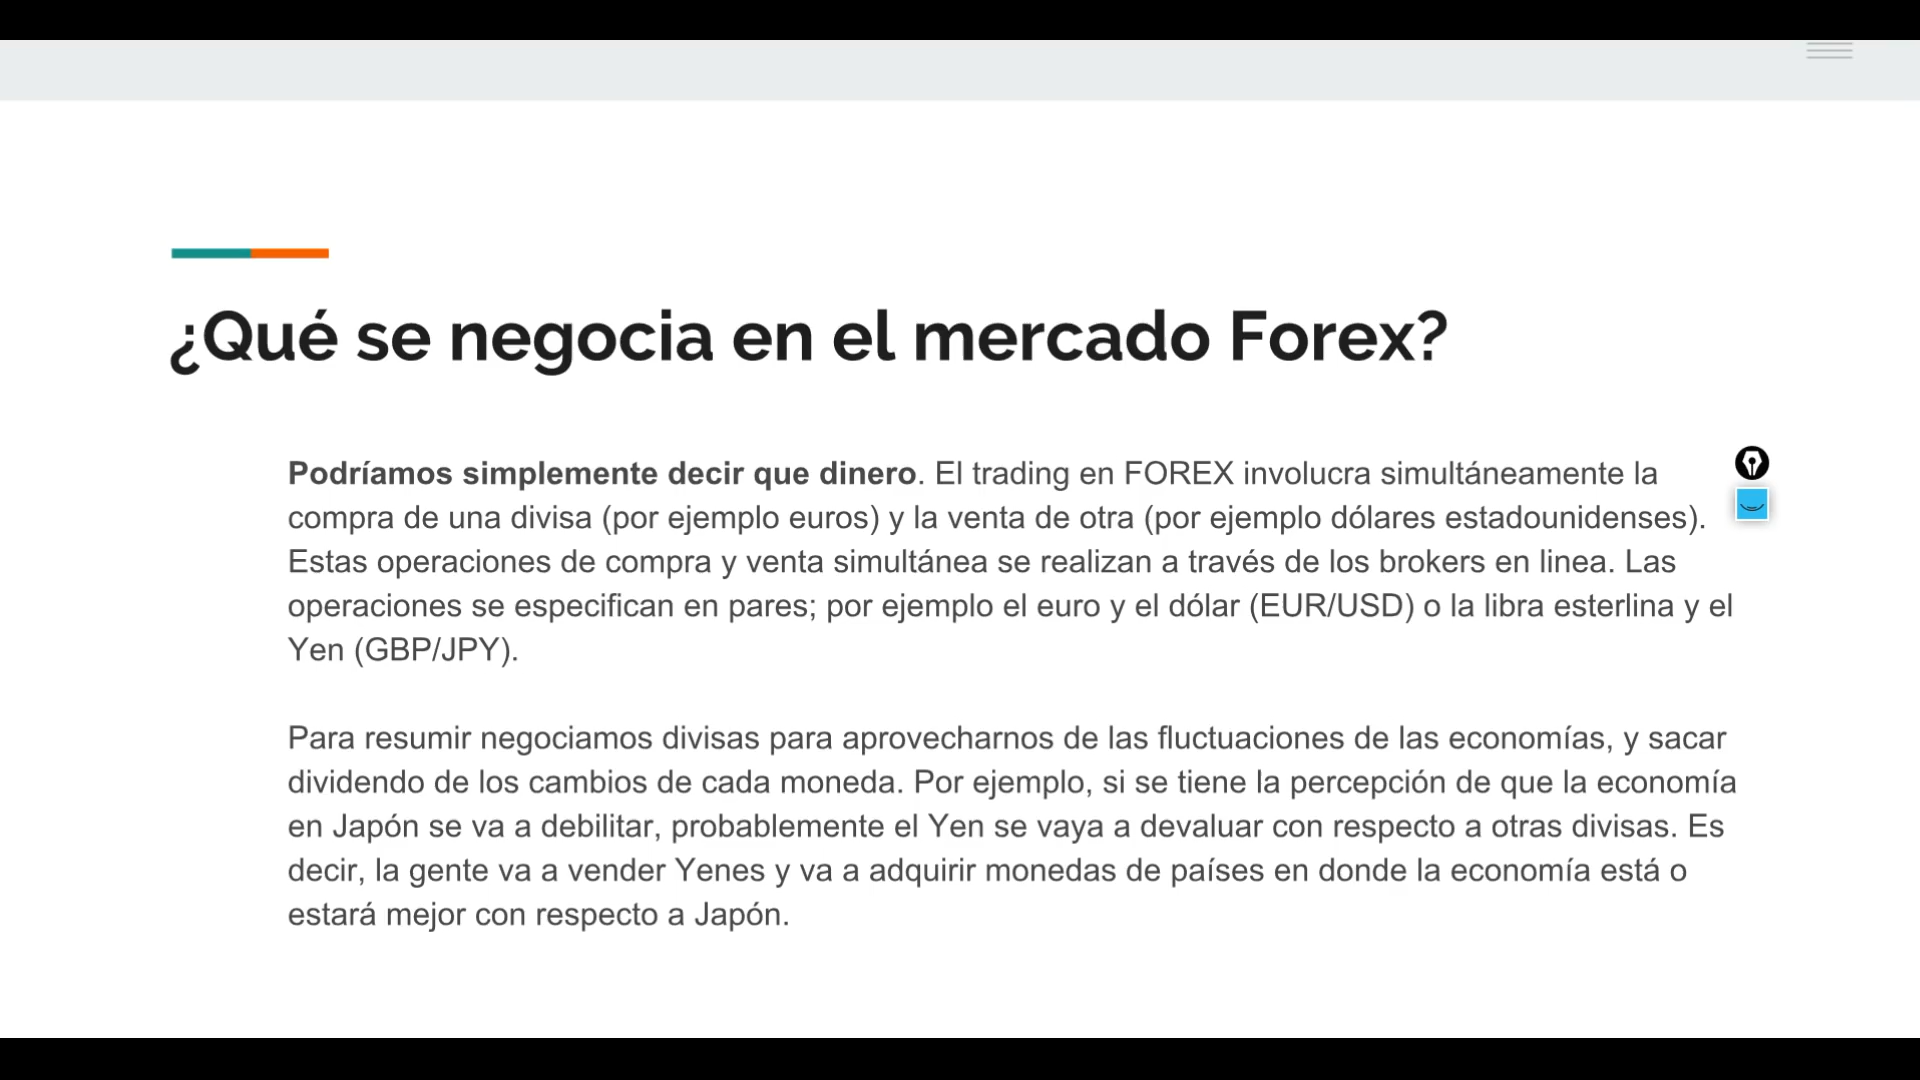 ¿Qué se negocia en el mercado Forex?
Podríamos simplemente decir que dinero. El trading en FOREX involucra simultáneamente la
compra de una divisa (por ejemplo euros) y la venta de otra (por ejemplo dólares estadounidenses).
Estas operaciones de compra y venta simultánea se realizan a través de los brokers en linea. Las
operaciones se especifican en pares; por ejemplo el euro y el dólar (EUR/USD) o la libra esterlina y el
Yen (GBP/JPY).
Para resumir negociamos divisas para aprovecharnos de las fluctuaciones de las economías, y sacar
dividendo de los cambios de cada moneda. Por ejemplo, si se tiene la percepción de que la economía
en Japón se va a debilitar, probablemente el Yen se vaya a devaluar con respecto a otras divisas. Es
decir, la gente va a vender Yenes y va a adquirir monedas de países en donde la economía está o
estará mejor con respecto a Japón.